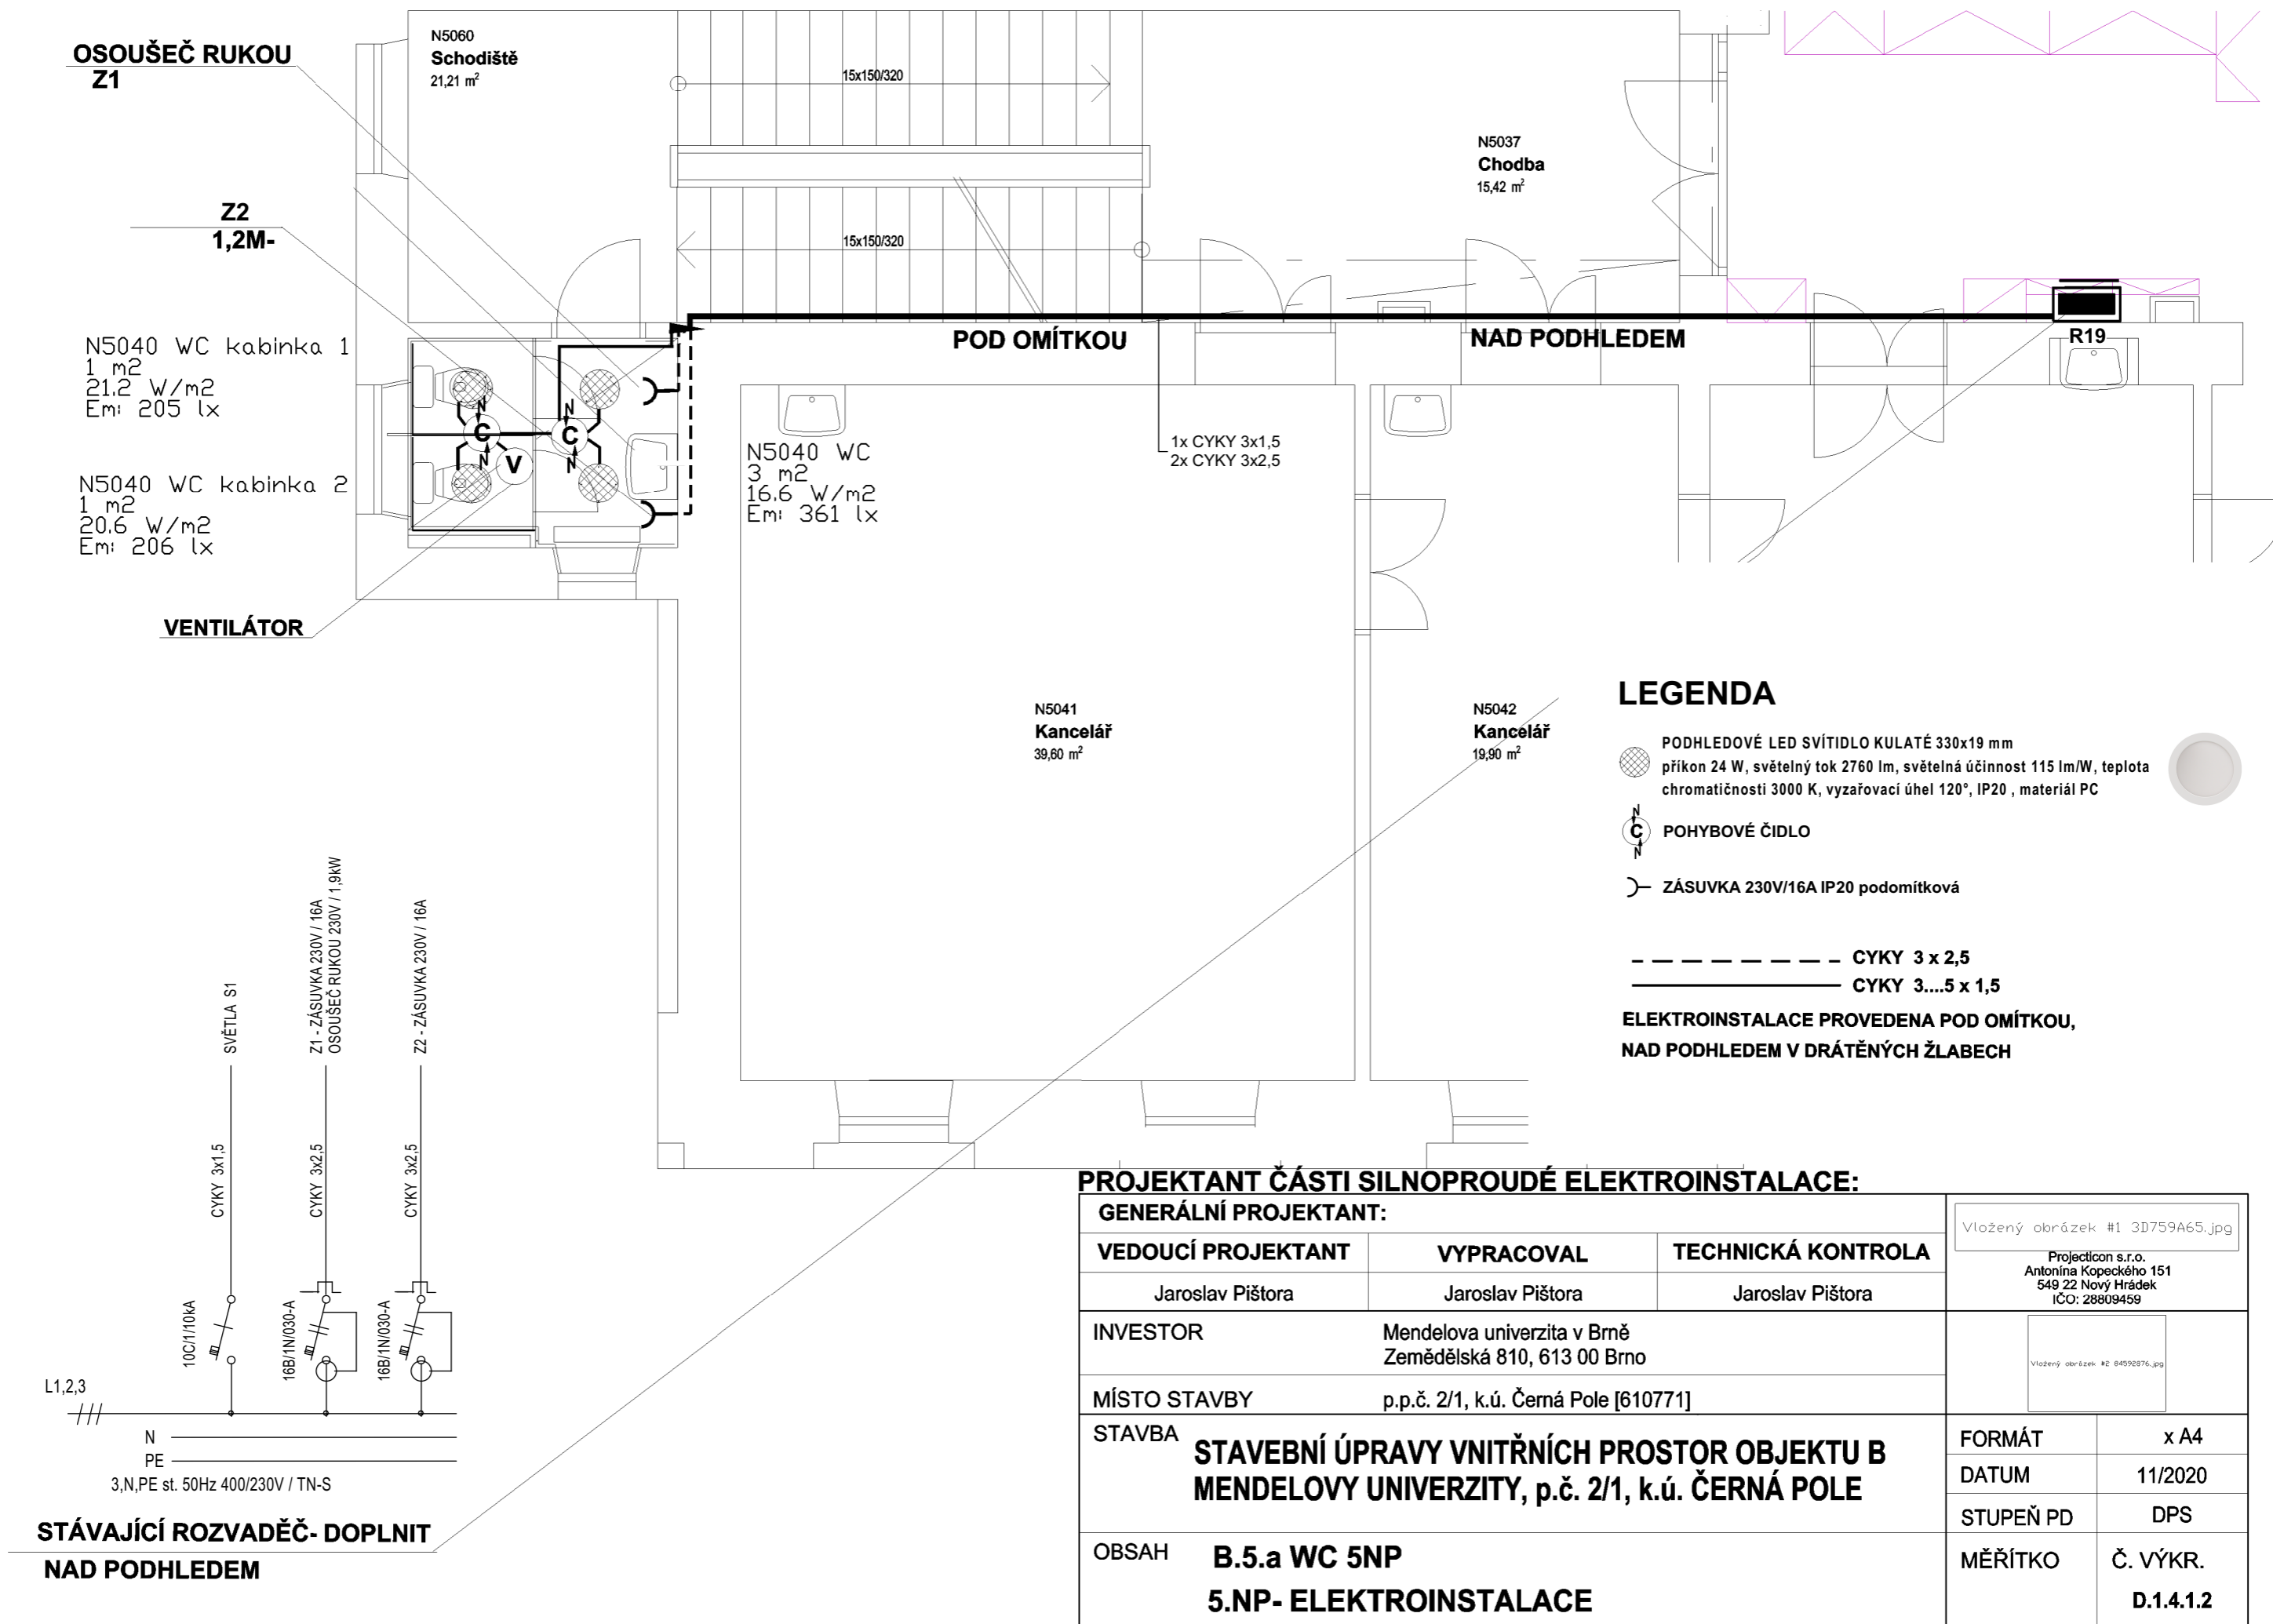 OSOUŠEČ RUKOU
Z1
N5060
Schodiště
21,21 m²
15x150/320
N5037
Chodba
15,42 m²
Z2
1,2M-
15x150/320
POD OMÍTKOU
NAD PODHLEDEM
R19
N5040 WC kabinka 1
1 m2
21.2 W/m2
Em: 205 lx
N
C
N
N
C
N
V
N5040 WC kabinka 2
1 m2
20.6 W/m2
Em: 206 lx
N5040 WC
3 m2
16.6 W/m2
Em: 361 lx
1x CYKY 3x1,5
2x CYKY 3x2,5
VENTILÁTOR
N5041
Kancelář
39,60 m²
N5042
Kancelář
19,90 m²
LEGENDA
PODHLEDOVÉ LED SVÍTIDLO KULATÉ 330x19 mm
příkon 24 W, světelný tok 2760 lm, světelná účinnost 115 lm/W, teplota
chromatičnosti 3000 K, vyzařovací úhel 120°, IP20 , materiál PC
N
C
N
POHYBOVÉ ČIDLO
ZÁSUVKA 230V/16A IP20 podomítková
CYKY 3 x 2,5
CYKY 3....5 x 1,5
ELEKTROINSTALACE PROVEDENA POD OMÍTKOU,
NAD PODHLEDEM V DRÁTĚNÝCH ŽLABECH
SVĚTLA S1
Z1 - ZÁSUVKA 230V / 16A
OSOUŠEČ RUKOU 230V / 1,9kW
Z2 - ZÁSUVKA 230V / 16A
CYKY 3x1,5
CYKY 3x2,5
CYKY 3x2,5
10C/1/10kA
16B/1N/030-A
16B/1N/030-A
L1,2,3
N
PE
3,N,PE st. 50Hz 400/230V / TN-S
STÁVAJÍCÍ ROZVADĚČ- DOPLNIT
NAD PODHLEDEM
PROJEKTANT ČÁSTI SILNOPROUDÉ ELEKTROINSTALACE:
GENERÁLNÍ PROJEKTANT:
VEDOUCÍ PROJEKTANT
VYPRACOVAL
TECHNICKÁ KONTROLA
Jaroslav Pištora
Jaroslav Pištora
Jaroslav Pištora
Vložený obrázek #1 3D759A65.jpg
Projecticon s.r.o.
Antonína Kopeckého 151
549 22 Nový Hrádek
IČO: 28809459
INVESTOR
Mendelova univerzita v Brně
Zemědělská 810, 613 00 Brno
Vložený obrázek #2 84592876.jpg
MÍSTO STAVBY
p.p.č. 2/1, k.ú. Černá Pole [610771]
STAVBA
STAVEBNÍ ÚPRAVY VNITŘNÍCH PROSTOR OBJEKTU B
MENDELOVY UNIVERZITY, p.č. 2/1, k.ú. ČERNÁ POLE
FORMÁT
x A4
DATUM
11/2020
STUPEŇ PD
DPS
OBSAH
B.5.a WC 5NP
5.NP- ELEKTROINSTALACE
MĚŘÍTKO
Č. VÝKR.
D.1.4.1.2